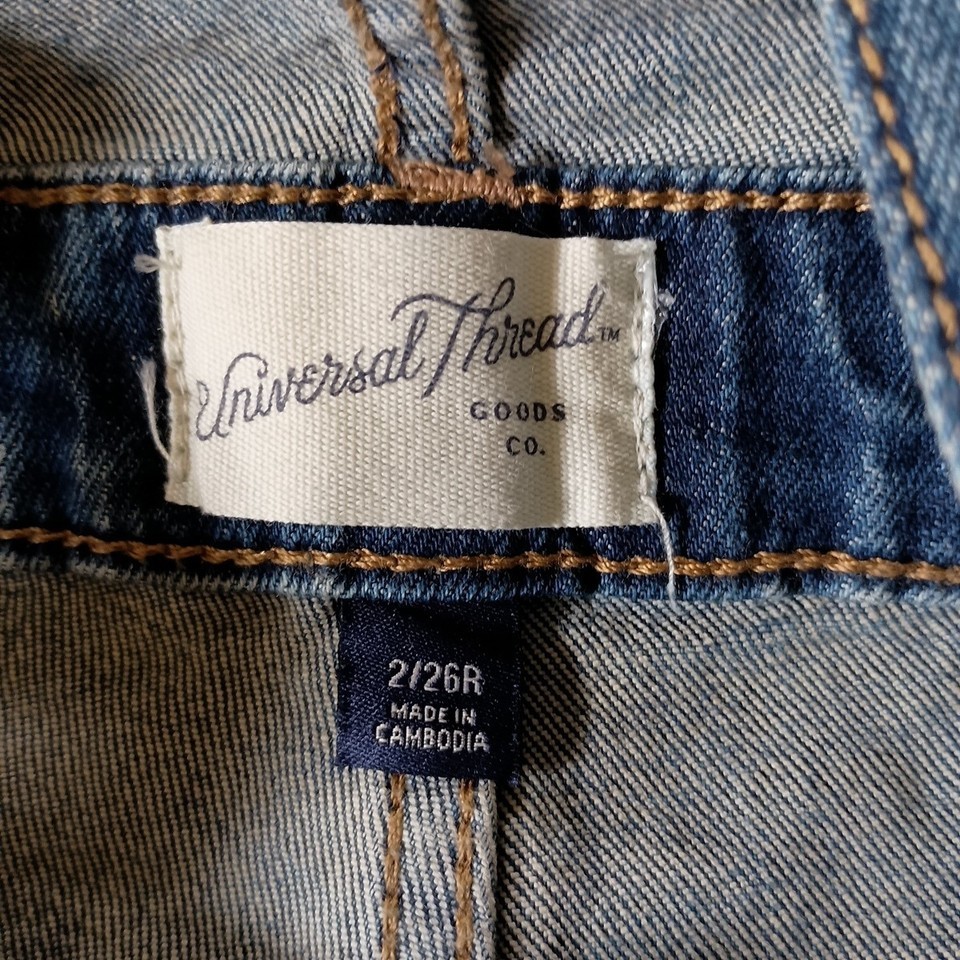 Universal Thread™
GOODS
CO.
2/26R
MADE IN
CAMBODIA